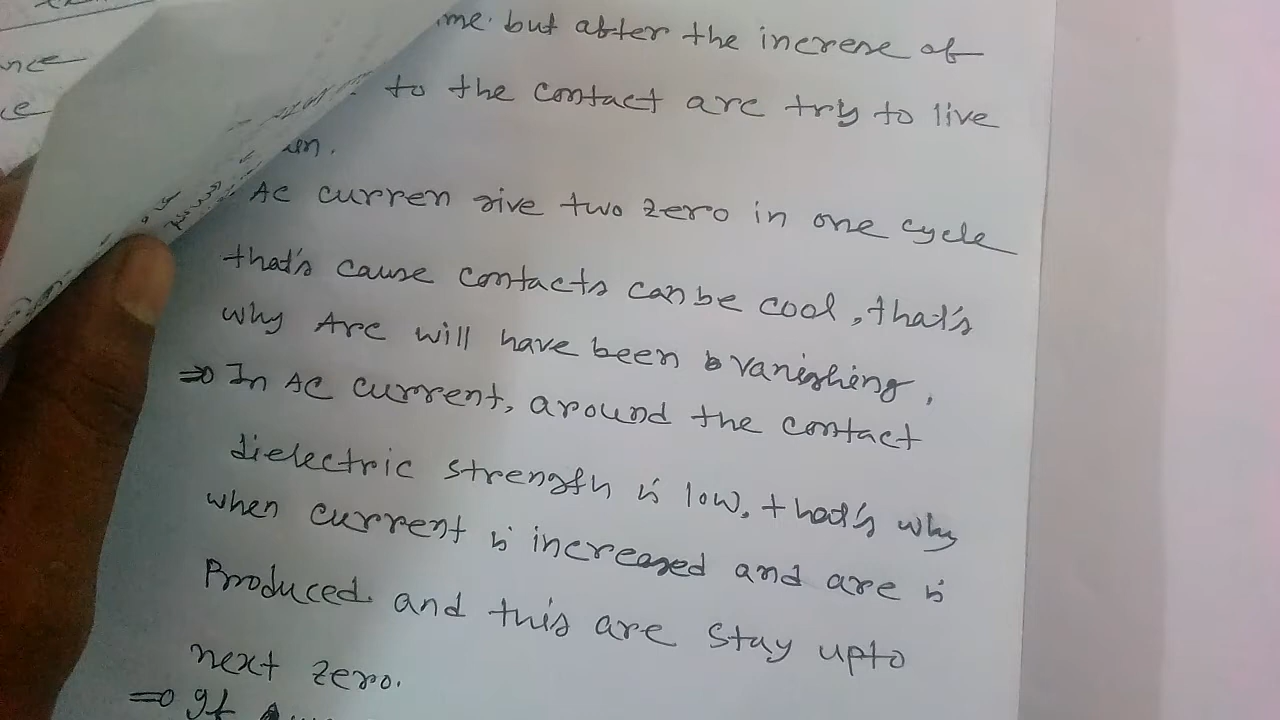 nce
e
me. but after the increse of
to the contact arc try to live
AC curren give two zero in one cycle
that's cause contacts can be cool, that's
why Arc will have been vanishing.
⇒ In AC current, around the contact
dielectric strength is low, that's why
when current is increased and arc is
Produced. and this arc stay upto
next zero.
⇒ If